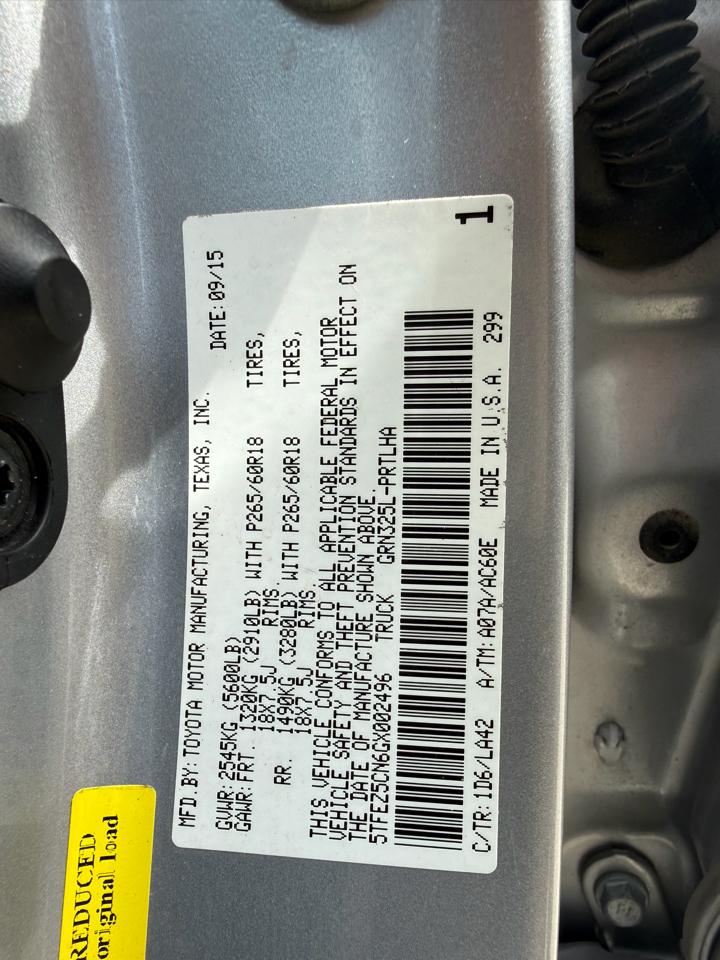 MFD.BY:TOYOTA MOTOR MANUFACTURING, TEXAS, INC.
DATE:09/15
GVWR:2545KG (5600LB)
GAWR:FRT. 1320KG (2910LB) WITH P265/60R18 TIRES,
18X7.5J RIMS.
RR. 1490KG (3280LB) WITH P265/60R18 TIRES,
18X7.5J RIMS.
THIS VEHICLE CONFORMS TO ALL APPLICABLE FEDERAL MOTOR
VEHICLE SAFETY AND THEFT PREVENTION STANDARDS IN EFFECT ON
THE DATE OF MANUFACTURE SHOWN ABOVE.
5TFEZ5CN6GX002496 TRUCK GRN325L-PRTLHA
C/TR:1D6/LA42 A/TM:A07A/AC60E MADE IN U.S.A. 299
1
REDUCED
original load